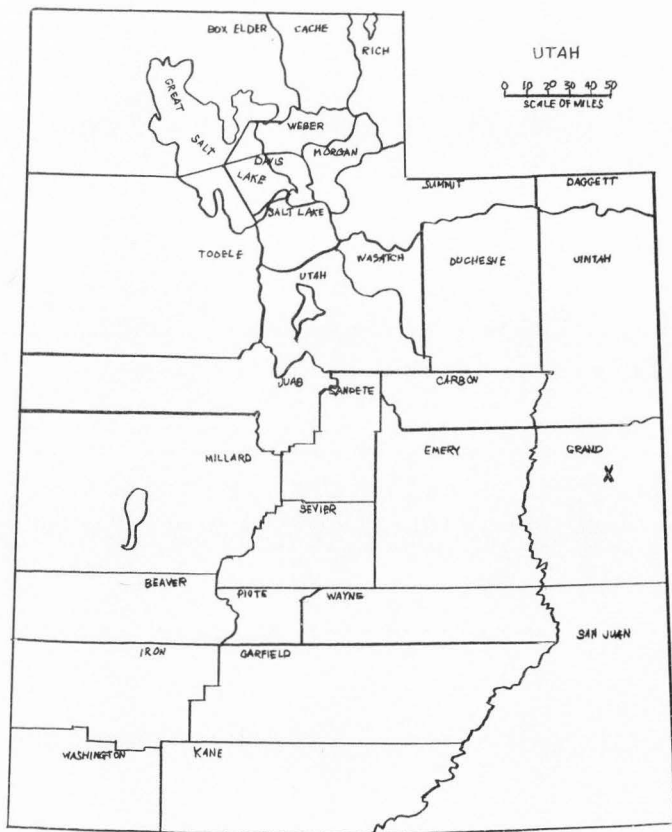 BOX ELDER
CACHE
RICH
UTAH
0 10 20 30 40 50
SCALE OF MILES
GREAT
SALT
LAKE
WEBER
DAVIS
MORGAN
SUMMIT
DAGGETT
SALT LAKE
TOOELE
WASATCH
DUCHESHE
UINTAH
UTAH
JUAB
SANPETE
CARBON
MILLARD
EMERY
GRAND
X
SEVIER
BEAVER
PIUTE
WAYNE
SAN JUAN
IRON
GARFIELD
WASHINGTON
KANE